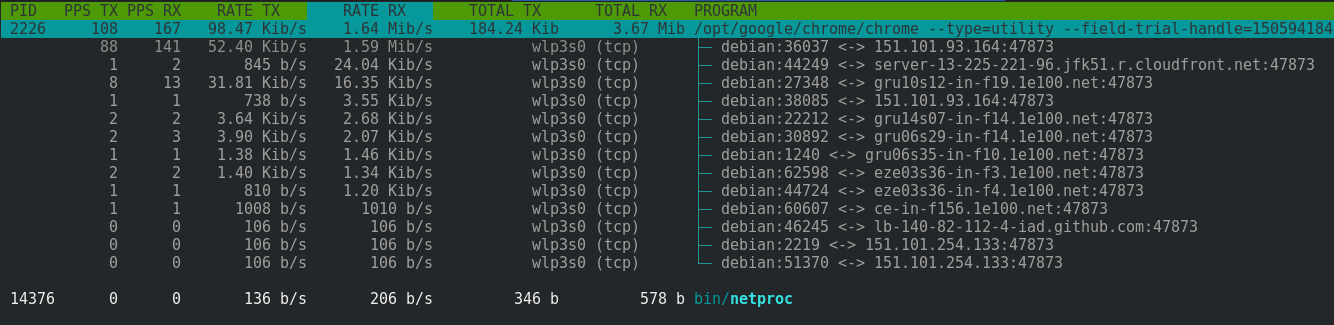 PID PPS TX PPS RX RATE TX RATE RX TOTAL TX TOTAL RX PROGRAM
2226 108 167 98.47 Kib/s 1.64 Mib/s 184.24 Kib 3.67 Mib /opt/google/chrome/chrome --type=utility --field-trial-handle=150594184
88 141 52.40 Kib/s 1.59 Mib/s wlp3s0 (tcp) ├─ debian:36037 <-> 151.101.93.164:47873
1 2 845 b/s 24.04 Kib/s wlp3s0 (tcp) ├─ debian:44249 <-> server-13-225-221-96.jfk51.r.cloudfront.net:47873
8 13 31.81 Kib/s 16.35 Kib/s wlp3s0 (tcp) ├─ debian:27348 <-> gru10s12-in-f19.1e100.net:47873
1 1 738 b/s 3.55 Kib/s wlp3s0 (tcp) ├─ debian:38085 <-> 151.101.93.164:47873
2 2 3.64 Kib/s 2.68 Kib/s wlp3s0 (tcp) ├─ debian:22212 <-> gru14s07-in-f14.1e100.net:47873
2 3 3.90 Kib/s 2.07 Kib/s wlp3s0 (tcp) ├─ debian:30892 <-> gru06s29-in-f14.1e100.net:47873
1 1 1.38 Kib/s 1.46 Kib/s wlp3s0 (tcp) ├─ debian:1240 <-> gru06s35-in-f10.1e100.net:47873
2 2 1.40 Kib/s 1.34 Kib/s wlp3s0 (tcp) ├─ debian:62598 <-> eze03s36-in-f3.1e100.net:47873
1 1 810 b/s 1.20 Kib/s wlp3s0 (tcp) ├─ debian:44724 <-> eze03s36-in-f4.1e100.net:47873
1 1 1008 b/s 1010 b/s wlp3s0 (tcp) ├─ debian:60607 <-> ce-in-f156.1e100.net:47873
0 0 106 b/s 106 b/s wlp3s0 (tcp) ├─ debian:46245 <-> lb-140-82-112-4-iad.github.com:47873
0 0 106 b/s 106 b/s wlp3s0 (tcp) ├─ debian:2219 <-> 151.101.254.133:47873
0 0 106 b/s 106 b/s wlp3s0 (tcp) └─ debian:51370 <-> 151.101.254.133:47873
14376 0 0 136 b/s 206 b/s 346 b 578 b bin/netproc